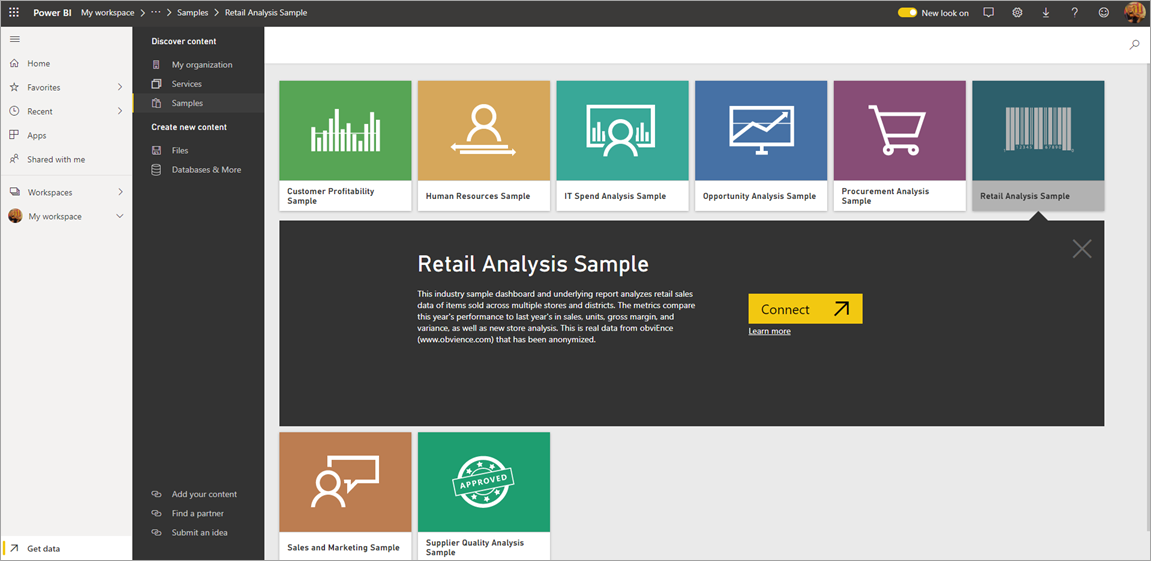 Power BI My workspace > ... > Samples > Retail Analysis Sample
New look on
Home
Favorites
Recent
Apps
Shared with me
Workspaces
My workspace
Get data
Discover content
My organization
Services
Samples
Create new content
Files
Databases & More
Add your content
Find a partner
Submit an idea
Customer Profitability
Sample
Human Resources Sample
IT Spend Analysis Sample
Opportunity Analysis Sample
Procurement Analysis
Sample
Retail Analysis Sample
Retail Analysis Sample
This industry sample dashboard and underlying report analyzes retail sales
data of items sold across multiple stores and districts. The metrics compare
this year's performance to last year's in sales, units, gross margin, and
variance, as well as new store analysis. This is real data from obviEnce
(www.obvience.com) that has been anonymized.
Connect
Learn more
Sales and Marketing Sample
APPROVED
Supplier Quality Analysis
Sample